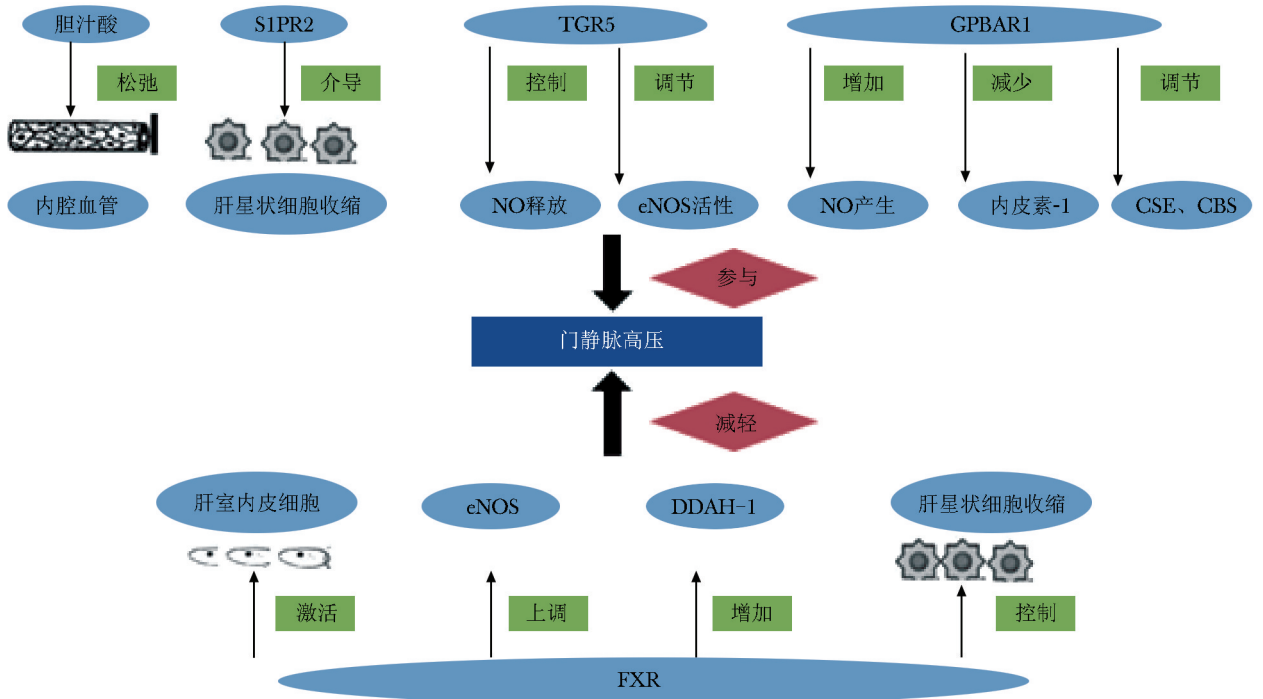 胆汁酸
S1PR2
TGR5
GPBAR1
松弛
介导
控制
调节
增加
减少
调节
内腔血管
肝星状细胞收缩
NO释放
eNOS活性
NO产生
内皮素-1
CSE、CBS
参与
门静脉高压
减轻
肝室内皮细胞
eNOS
DDAH-1
肝星状细胞收缩
激活
上调
增加
控制
FXR